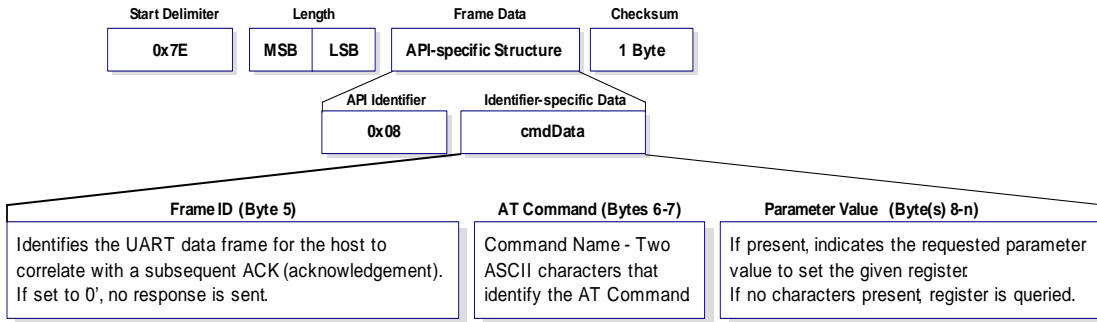 Start Delimiter Length Frame Data Checksum
0x7E MSB LSB API-specific Structure 1 Byte
API Identifier Identifier-specific Data
0x08 cmdData
Frame ID (Byte 5)
Identifies the UART data frame for the host to
correlate with a subsequent ACK (acknowledgement).
If set to 0', no response is sent.
AT Command (Bytes 6-7)
Command Name - Two
ASCII characters that
identify the AT Command
Parameter Value (Byte(s) 8-n)
If present, indicates the requested parameter
value to set the given register.
If no characters present, register is queried.